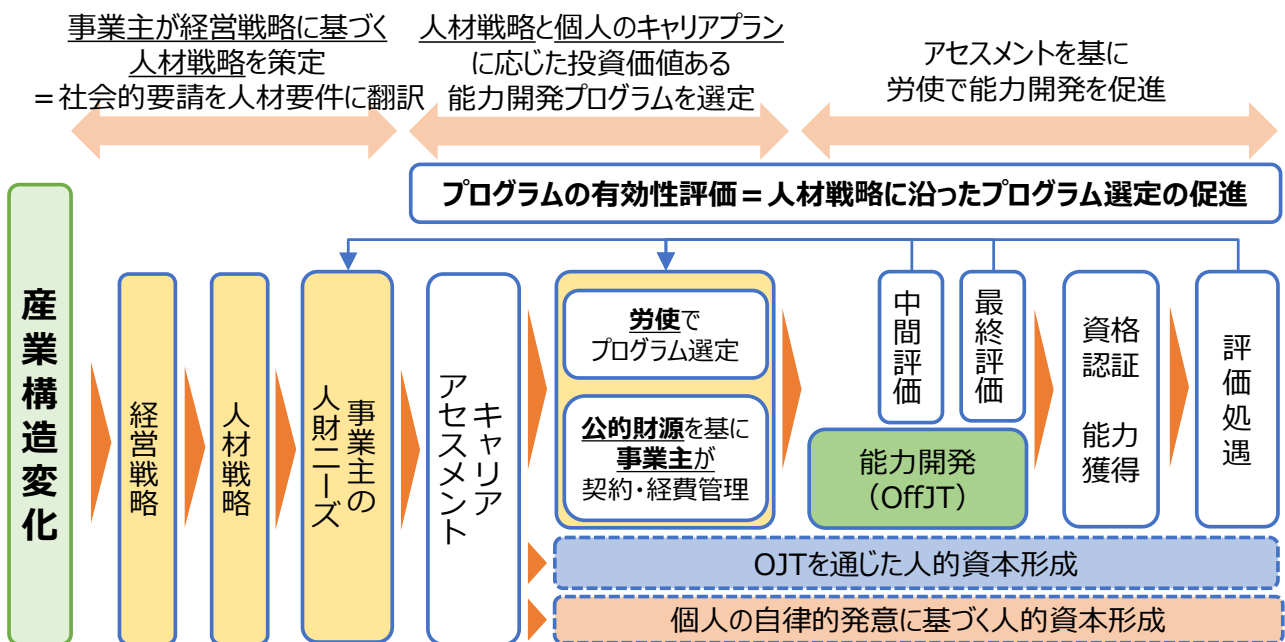 事業主が経営戦略に基づく
人材戦略を策定
＝社会的要請を人材要件に翻訳
人材戦略と個人のキャリアプラン
に応じた投資価値ある
能力開発プログラムを選定
アセスメントを基に
労使で能力開発を促進
プログラムの有効性評価＝人材戦略に沿ったプログラム選定の促進
産業構造変化
経営戦略
人材戦略
事業主の
人財ニーズ
キャリア
アセスメント
労使で
プログラム選定
公的財源を基に
事業主が
契約・経費管理
中間評価
最終評価
能力開発
（OffJT）
資格
認証
能力
獲得
評価処遇
OJTを通じた人的資本形成
個人の自律的発意に基づく人的資本形成